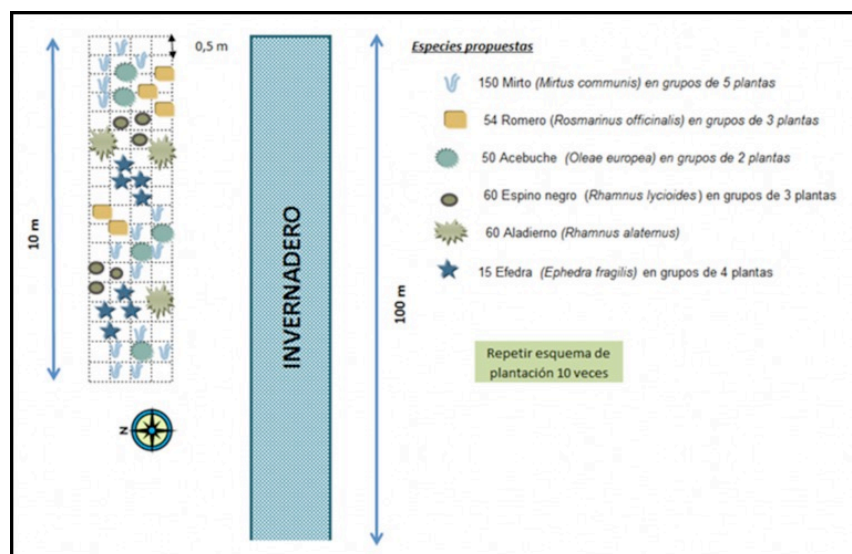 0,5 m
10 m
N
INVERNADERO
100 m
Especies propuestas
150 Mirto (Mirtus communis) en grupos de 5 plantas
54 Romero (Rosmarinus officinalis) en grupos de 3 plantas
50 Acebuche (Oleae europea) en grupos de 2 plantas
60 Espino negro (Rhamnus lycioides) en grupos de 3 plantas
60 Aladierno (Rhamnus alaternus)
15 Efedra (Ephedra fragilis) en grupos de 4 plantas
Repetir esquema de
plantación 10 veces